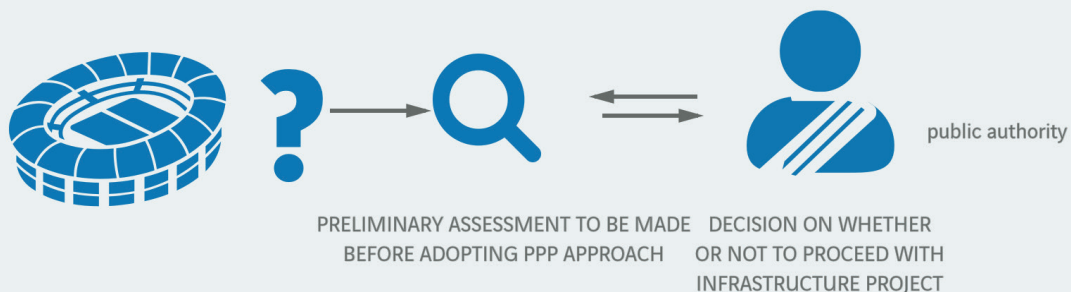 ?
public authority
PRELIMINARY ASSESSMENT TO BE MADE
BEFORE ADOPTING PPP APPROACH
DECISION ON WHETHER
OR NOT TO PROCEED WITH
INFRASTRUCTURE PROJECT